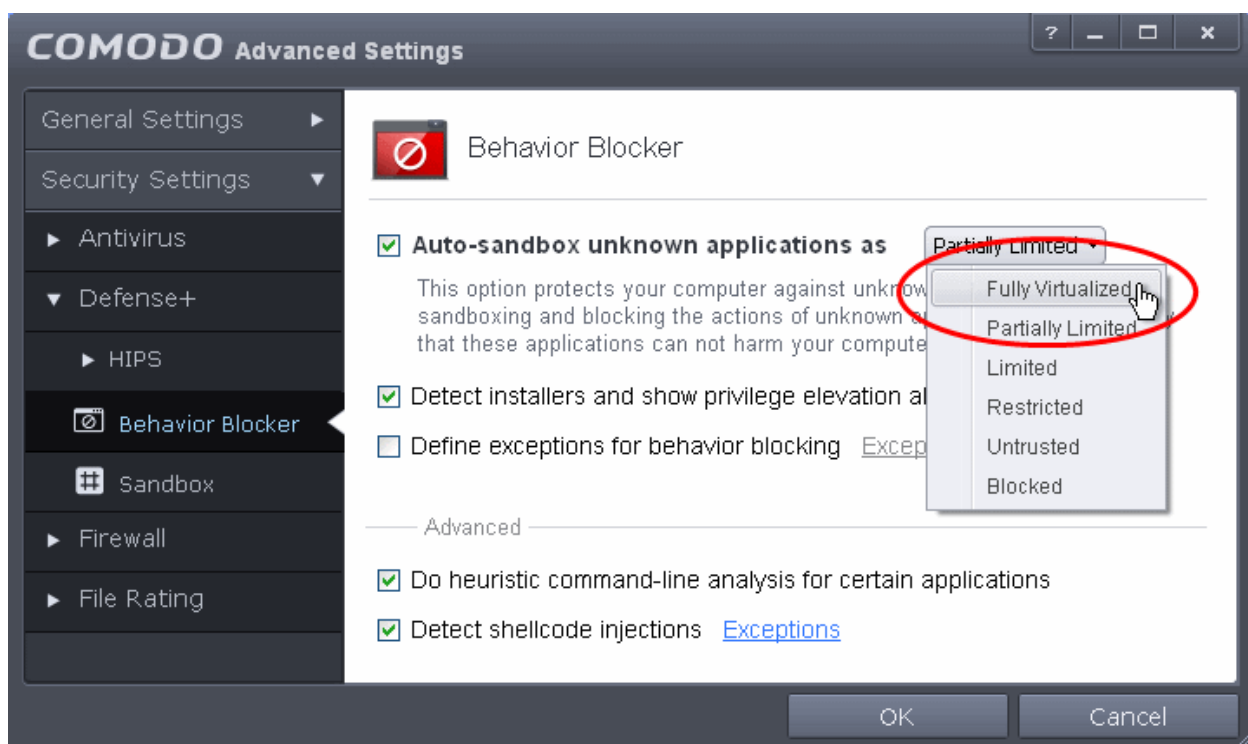 COMODO Advanced Settings
?
General Settings
Security Settings
Antivirus
Defense+
HIPS
Behavior Blocker
Sandbox
Firewall
File Rating
Behavior Blocker
Auto-sandbox unknown applications as
Partially Limited
This option protects your computer against
sandboxing and blocking the actions of unknown
that these applications can not harm your
Fully Virtualized
Partially Limited
Limited
Restricted
Untrusted
Blocked
Detect installers and show privilege elevation
Define exceptions for behavior blocking
Advanced
Do heuristic command-line analysis for certain applications
Detect shellcode injections Exceptions
OK
Cancel